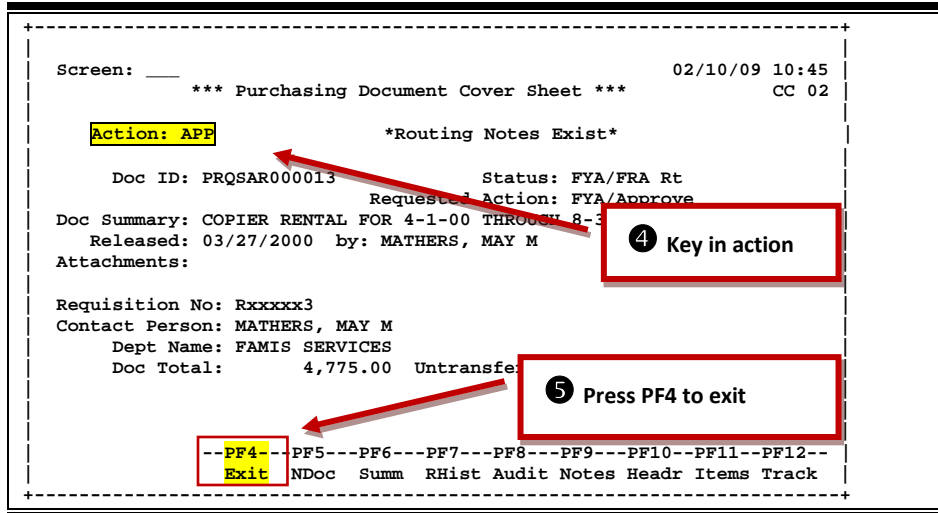 Screen: ___ 02/10/09 10:45
*** Purchasing Document Cover Sheet *** CC 02
Action: APP *Routing Notes Exist*
Doc ID: PRQSAR000013 Status: FYA/FRA Rt
Requested Action: FYA/Approve
Doc Summary: COPIER RENTAL FOR 4-1-00 THROUGH 8-3
Released: 03/27/2000 by: MATHERS, MAY M
❹ Key in action
Attachments:
Requisition No: Rxxxxx3
Contact Person: MATHERS, MAY M
Dept Name: FAMIS SERVICES
Doc Total: 4,775.00 Untransfe
❺ Press PF4 to exit
--PF4---PF5---PF6---PF7---PF8---PF9---PF10--PF11--PF12--
Exit NDoc Summ RHist Audit Notes Headr Items Track